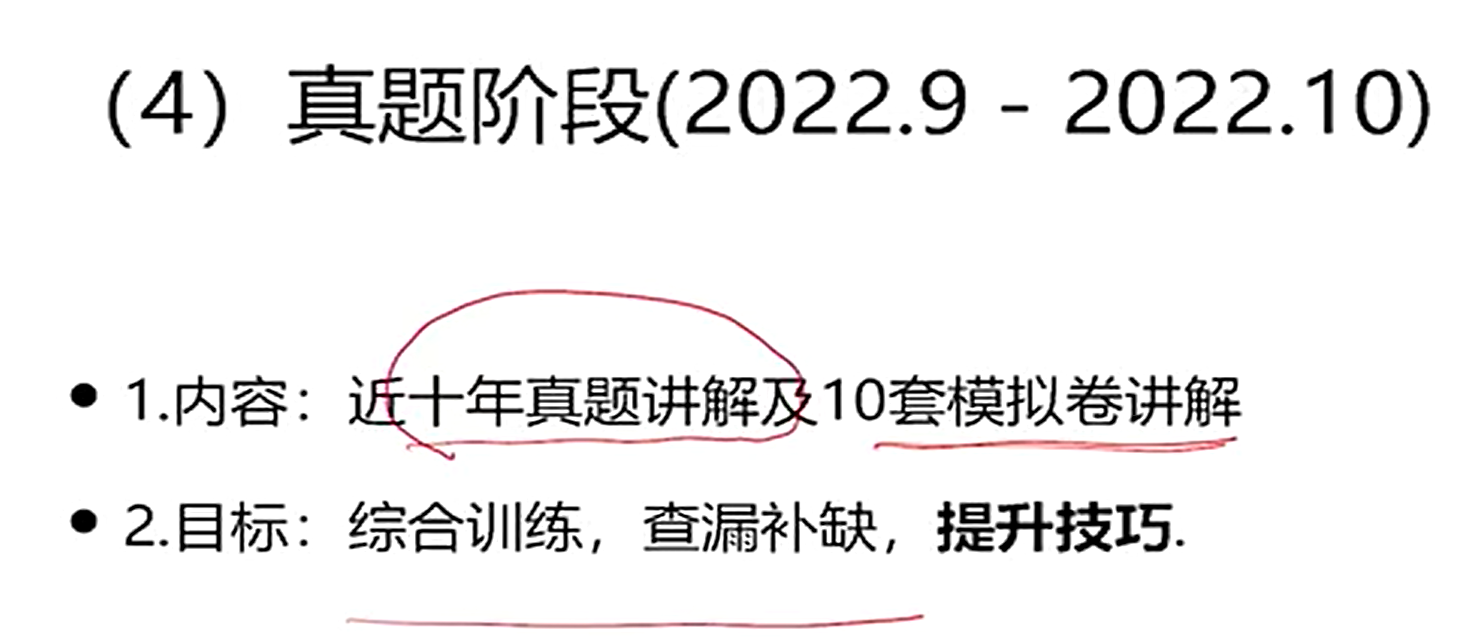 （4）真题阶段(2022.9 - 2022.10)
• 1.内容：近十年真题讲解及10套模拟卷讲解
• 2.目标：综合训练，查漏补缺，提升技巧.